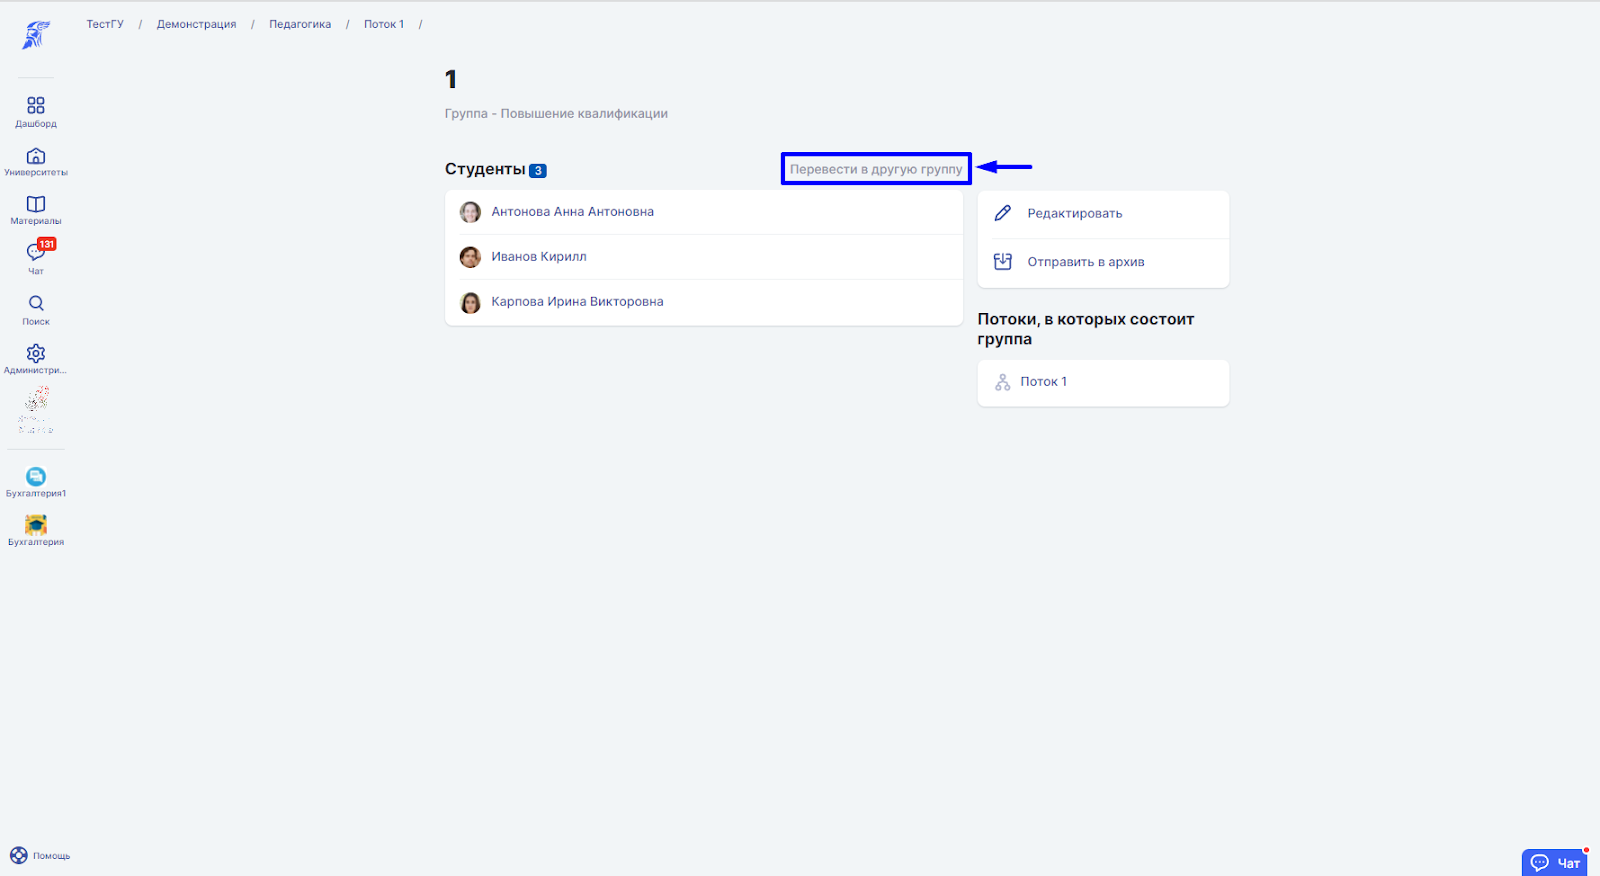 ТестГУ / Демонстрация / Педагогика / Поток 1 /
1
Группа - Повышение квалификации
Студенты 3
Перевести в другую группу
Антонова Анна Антоновна
Иванов Кирилл
Карпова Ирина Викторовна
Редактировать
Отправить в архив
Потоки, в которых состоит
группа
Поток 1
Дашборд
Университеты
Материалы
131
Чат
Поиск
Администри...
Бухгалтерия1
Бухгалтерия
Помощь
Чат